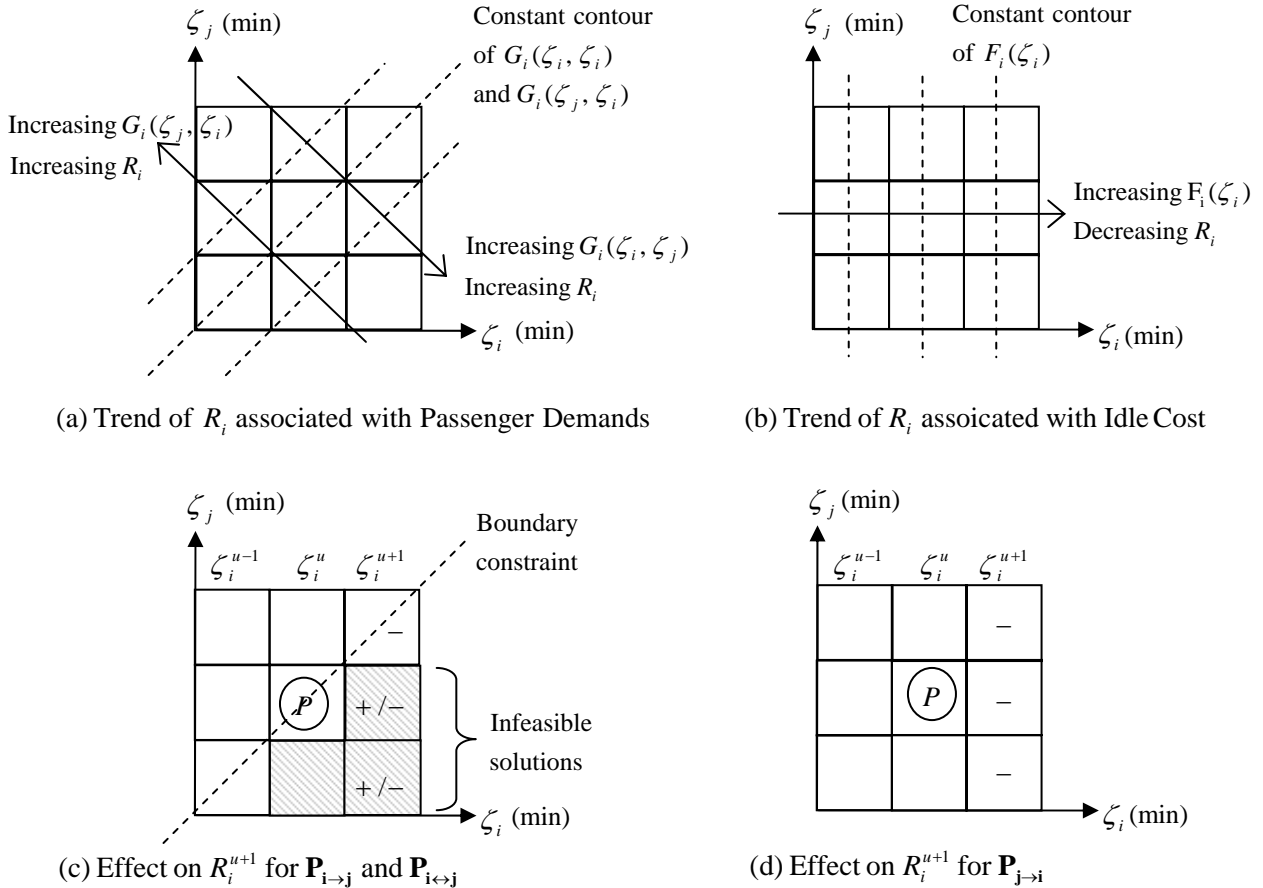 ζ_j (min)
Constant contour
of G_i(ζ_i, ζ_i)
and G_i(ζ_j, ζ_i)
Increasing G_i(ζ_j, ζ_i)
Increasing R_i
Increasing G_i(ζ_i, ζ_j)
Increasing R_i
ζ_i (min)
(a) Trend of R_i associated with Passenger Demands
ζ_j (min)
Constant contour
of F_i(ζ_i)
Increasing F_i(ζ_i)
Decreasing R_i
ζ_i (min)
(b) Trend of R_i assoicated with Idle Cost
ζ_j (min)
ζ_i^{u-1} ζ_i^u ζ_i^{u+1}
Boundary
constraint
−
P +/−
+/−
Infeasible
solutions
ζ_i (min)
(c) Effect on R_i^{u+1} for P_{i→j} and P_{i↔j}
ζ_j (min)
ζ_i^{u-1} ζ_i^u ζ_i^{u+1}
−
P −
−
ζ_i (min)
(d) Effect on R_i^{u+1} for P_{j→i}